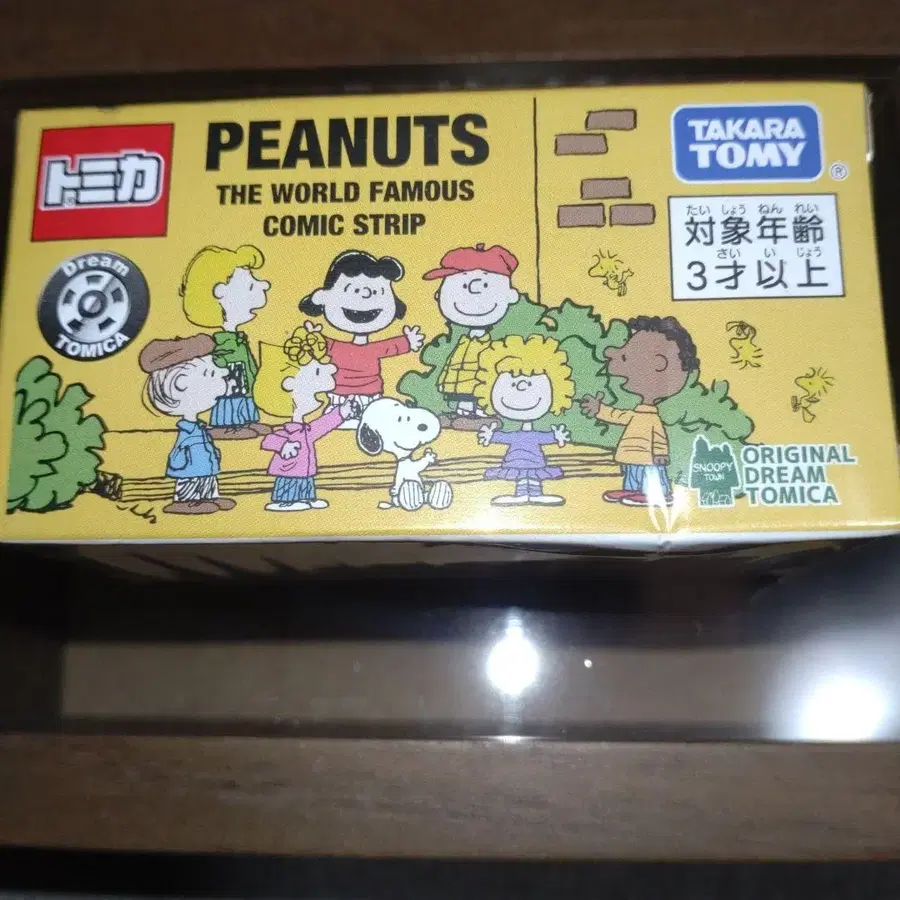 トミカ
PEANUTS
THE WORLD FAMOUS
COMIC STRIP
Dream
TOMICA
TAKARA
TOMY
®
たい しょう ねん れい
対象年齢
さい い じょう
3才以上
SNOOPY
TOWN
ORIGINAL
DREAM
TOMICA